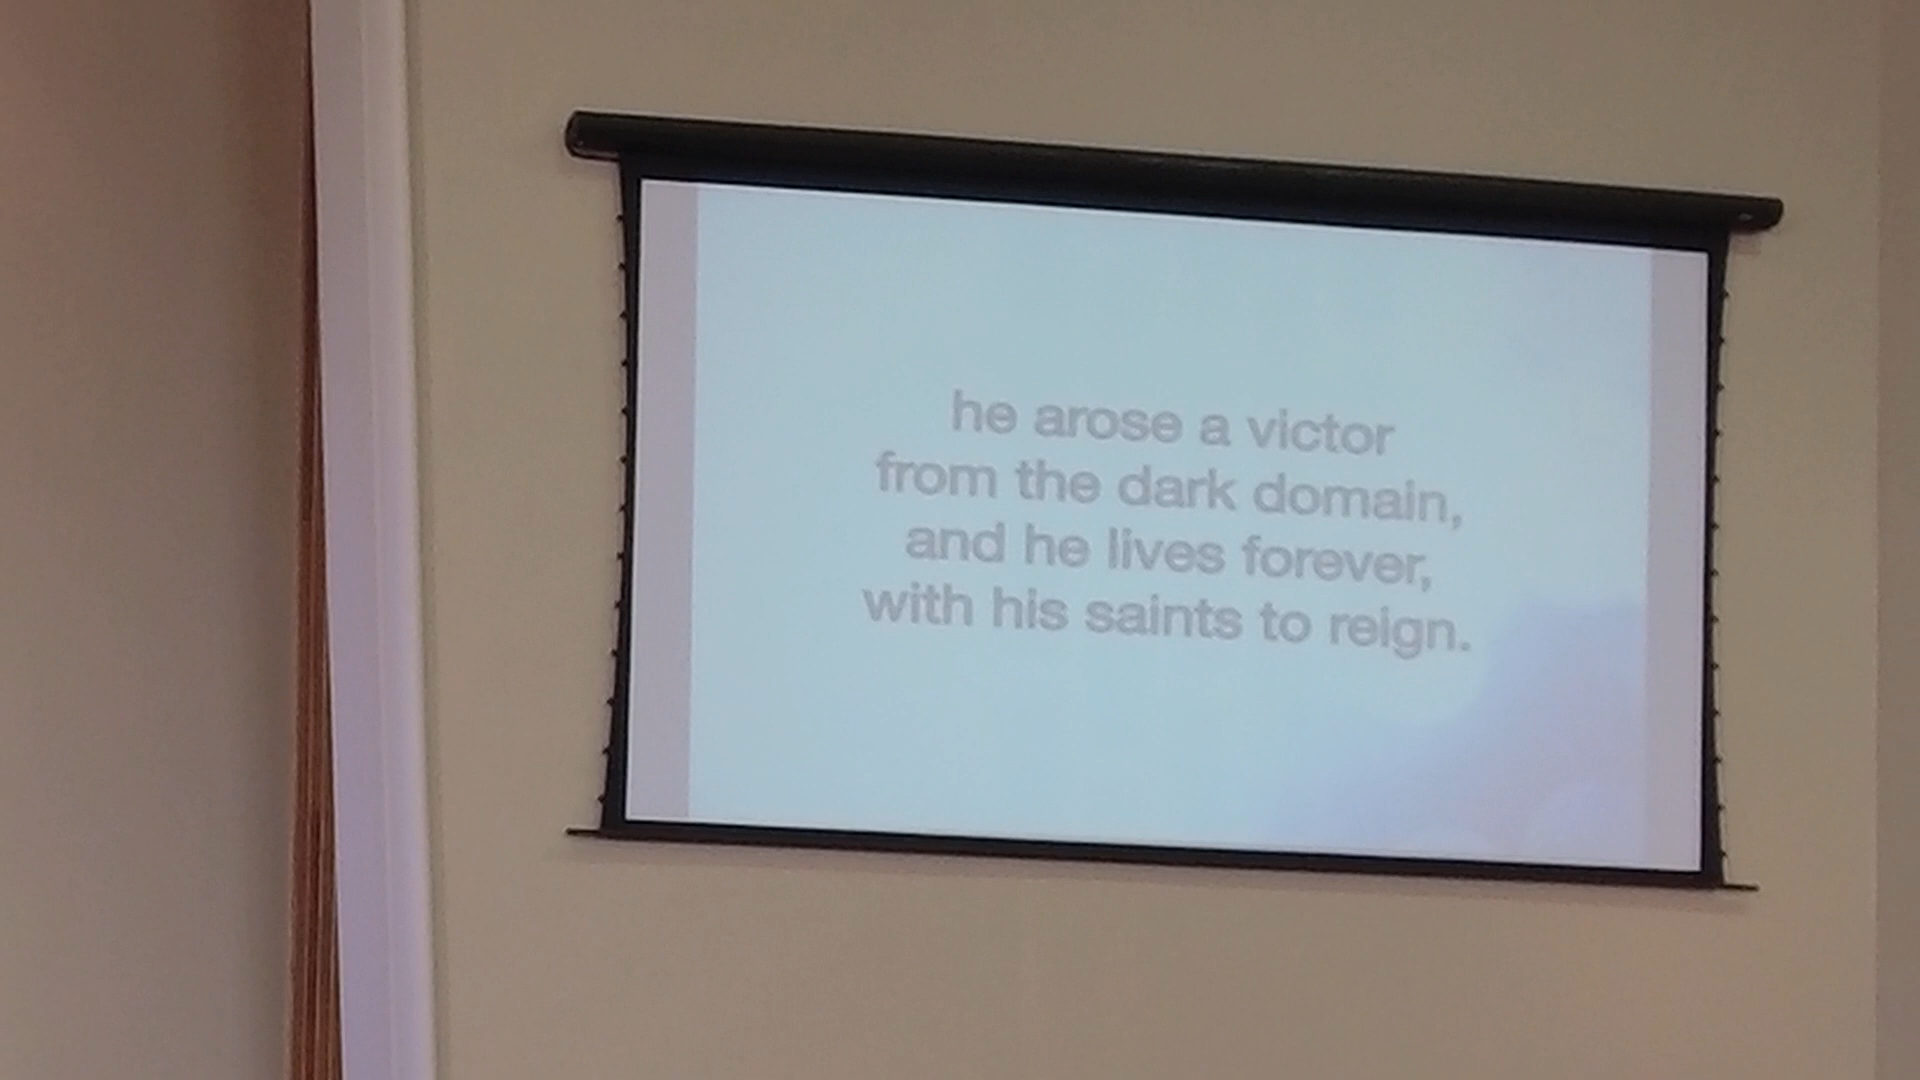 he arose a victor
from the dark domain,
and he lives forever,
with his saints to reign.